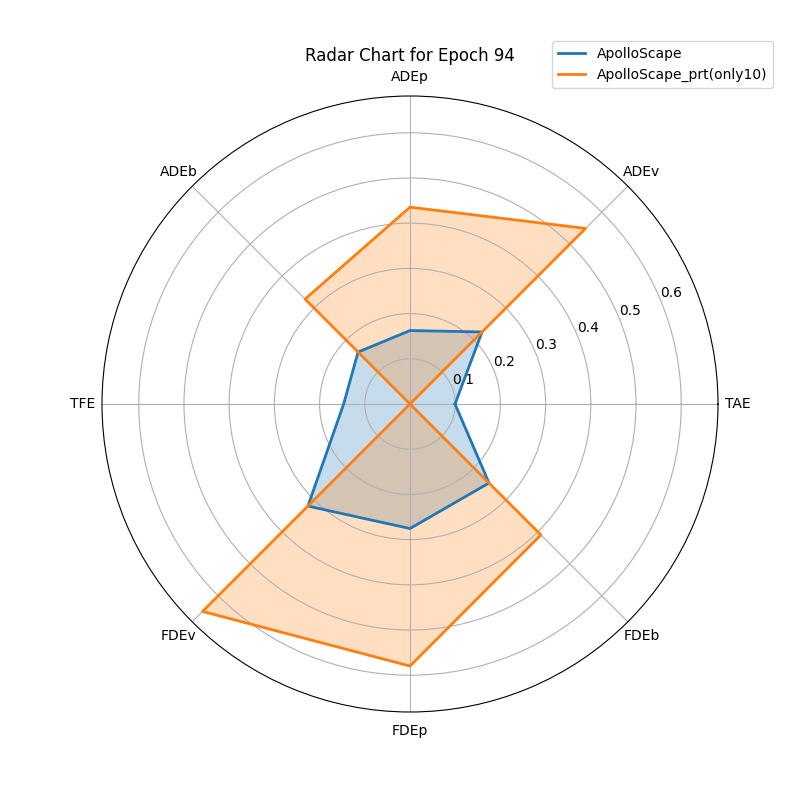 Radar Chart for Epoch 94
ApolloScape
ApolloScape_prt(only10)
ADEp
ADEb
ADEv
0.6
0.5
0.4
0.3
0.2
0.1
TFE
TAE
FDEv
FDEb
FDEp